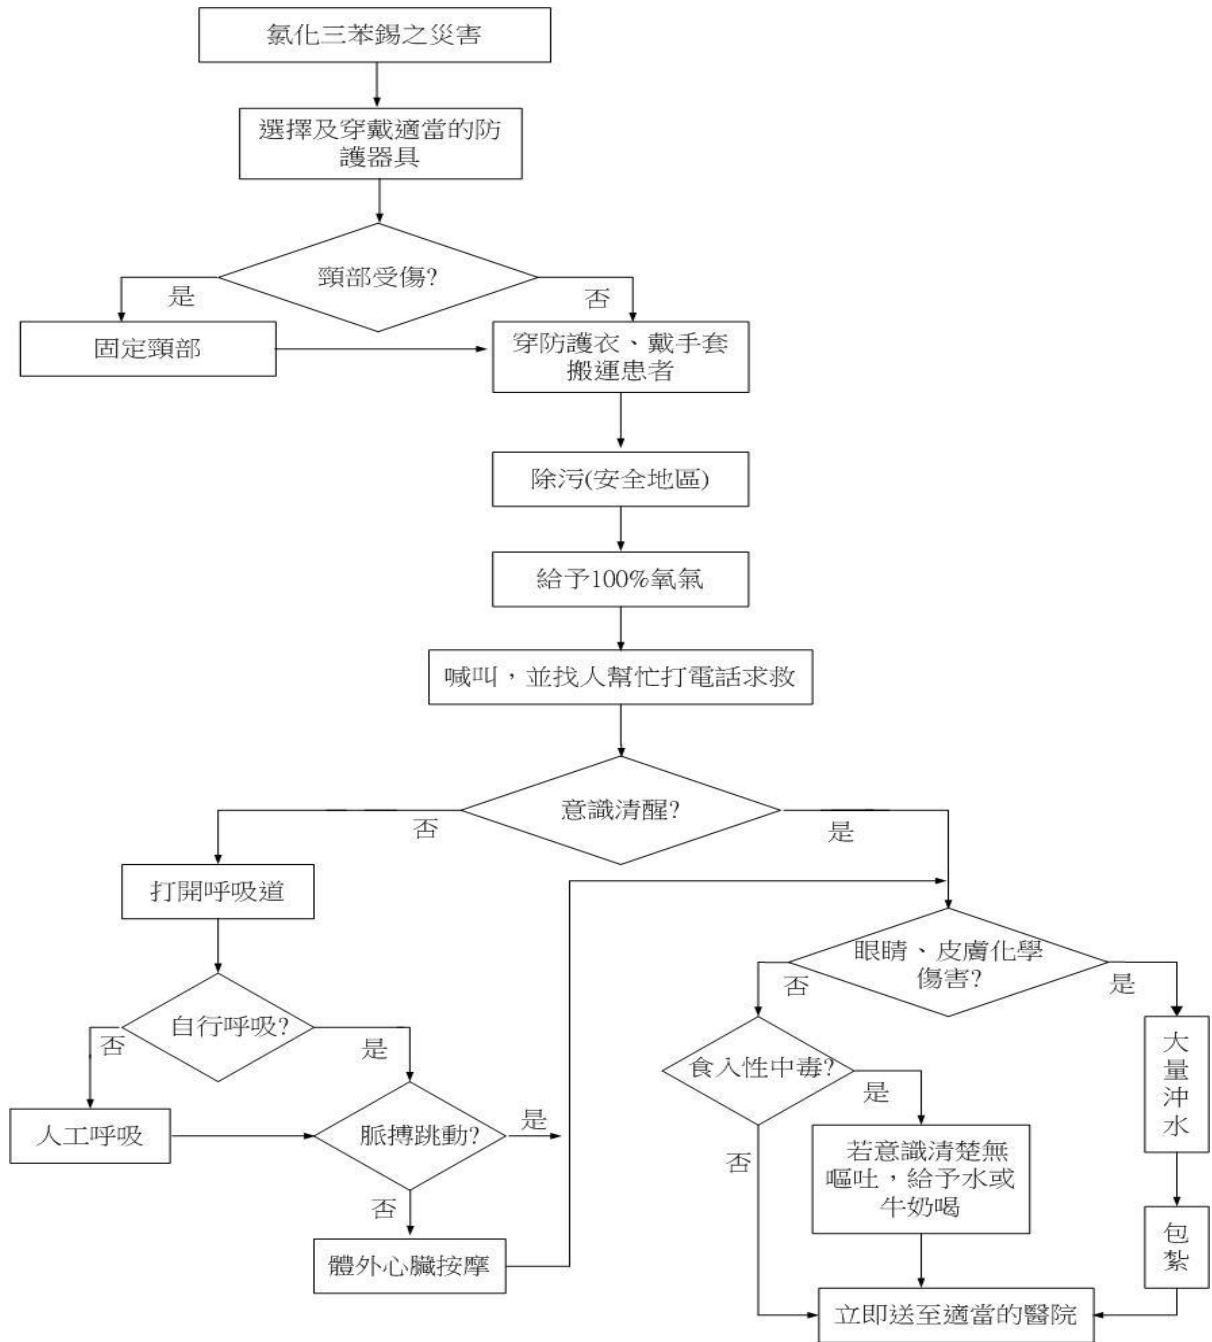 氯化三苯錫之災害
選擇及穿戴適當的防
護器具
頸部受傷?
是
否
固定頸部
穿防護衣、戴手套
搬運患者
除污(安全地區)
給予100%氧氣
喊叫，並找人幫忙打電話求救
意識清醒?
否
是
打開呼吸道
眼睛、皮膚化學
傷害?
否
是
自行呼吸?
否
是
食入性中毒?
是
否
大
量
沖
水
人工呼吸
脈搏跳動?
是
否
若意識清楚無
嘔吐，給予水或
牛奶喝
包
紮
體外心臟按摩
立即送至適當的醫院